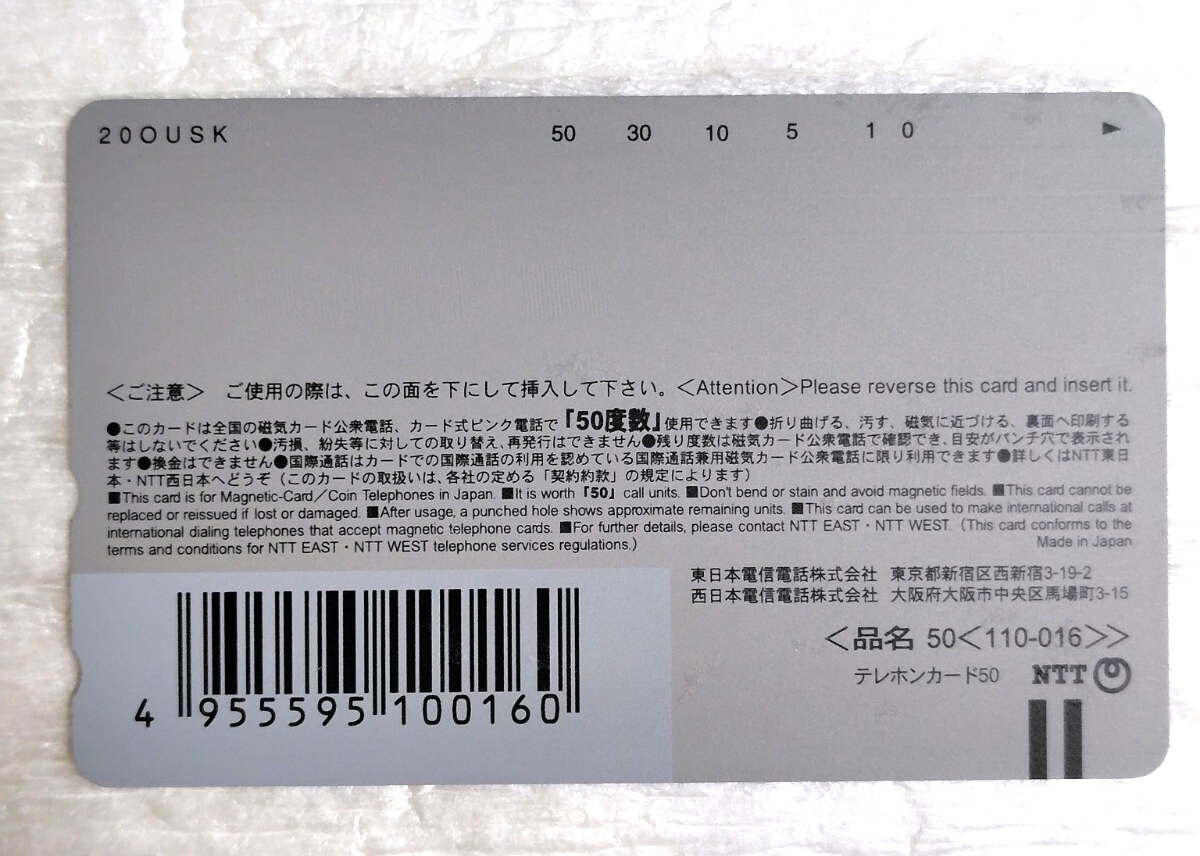 20OUSK 50 30 10 5 1 0 ▶
＜ご注意＞ ご使用の際は、この面を下にして挿入して下さい。＜Attention＞Please reverse this card and insert it.
●このカードは全国の磁気カード公衆電話、カード式ピンク電話で「50度数」使用できます●折り曲げる、汚す、磁気に近づける、裏面へ印刷する
等はしないでください●汚損、紛失等に対しての取り替え、再発行はできません●残り度数は磁気カード公衆電話で確認でき、目安がパンチ穴で表示され
ます●換金はできません●国際通話はカードでの国際通話の利用を認めている国際通話兼用磁気カード公衆電話に限り利用できます●詳しくはNTT東日
本・NTT西日本へどうぞ（このカードの取扱いは、各社の定める「契約約款」の規定によります）
■This card is for Magnetic-Card／Coin Telephones in Japan. ■It is worth「50」call units. ■Don't bend or stain and avoid magnetic fields. ■This card cannot be
replaced or reissued if lost or damaged. ■After usage, a punched hole shows approximate remaining units. ■This card can be used to make international calls at
international dialing telephones that accept magnetic telephone cards. ■For further details, please contact NTT EAST・NTT WEST.（This card conforms to the
terms and conditions for NTT EAST・NTT WEST telephone services regulations.）
Made in Japan
東日本電信電話株式会社 東京都新宿区西新宿3-19-2
西日本電信電話株式会社 大阪府大阪市中央区馬場町3-15
＜品名 50＜110-016＞＞
テレホンカード50 NTT
4 955595 100160